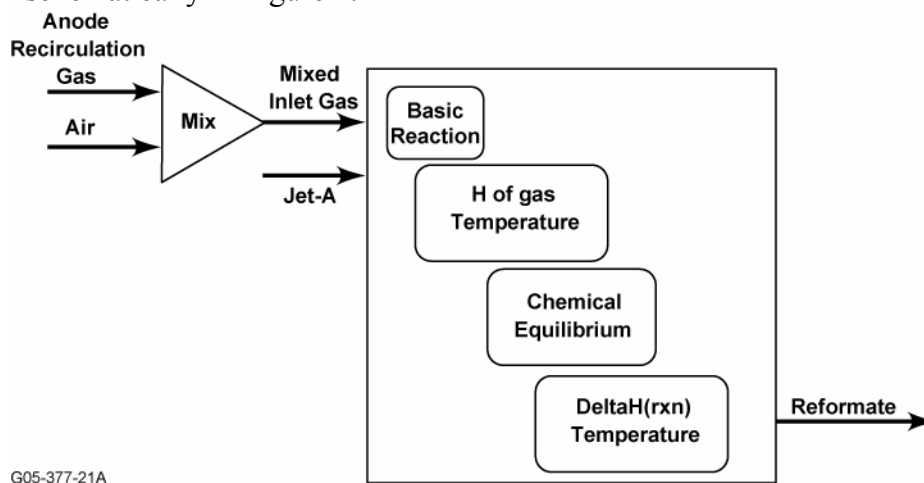 Anode
Recirculation
Gas
Air
Mix
Mixed
Inlet Gas
Jet-A
Basic
Reaction
H of gas
Temperature
Chemical
Equilibrium
DeltaH(rxn)
Temperature
Reformate
G05-377-21A